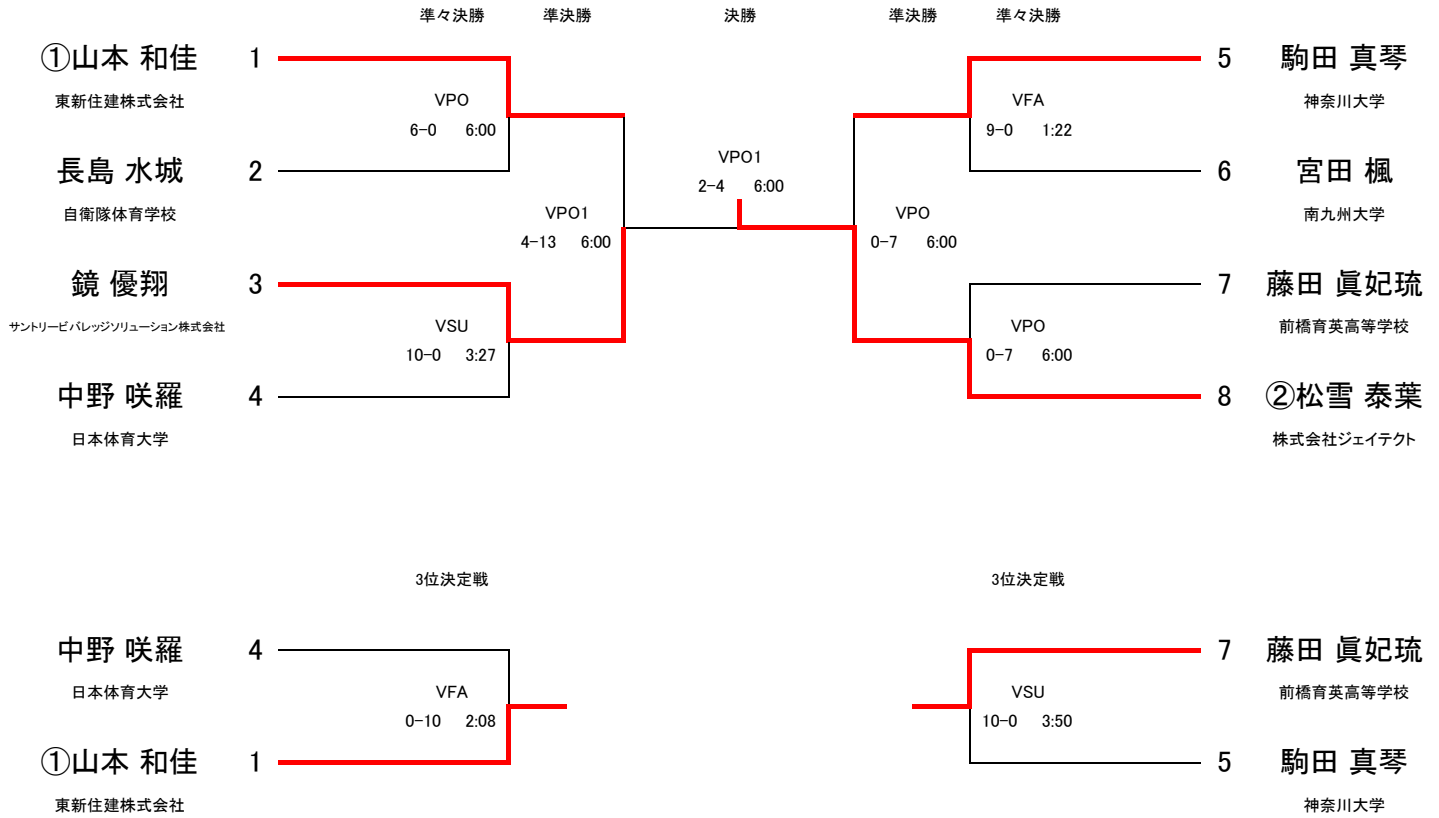 準々決勝 準決勝 決勝 準決勝 準々決勝
①山本 和佳 1
東新住建株式会社
VPO
6-0 6:00
長島 水城 2
自衛隊体育学校
VPO1
4-13 6:00
鏡 優翔 3
サントリービバレッジソリューション株式会社
VSU
10-0 3:27
中野 咲羅 4
日本体育大学
VPO1
2-4 6:00
5 駒田 真琴
神奈川大学
VFA
9-0 1:22
6 宮田 楓
南九州大学
VPO
0-7 6:00
7 藤田 眞妃琉
前橋育英高等学校
VPO
0-7 6:00
8 ②松雪 泰葉
株式会社ジェイテクト
3位決定戦 3位決定戦
中野 咲羅 4
日本体育大学
VFA
0-10 2:08
①山本 和佳 1
東新住建株式会社
7 藤田 眞妃琉
前橋育英高等学校
VSU
10-0 3:50
5 駒田 真琴
神奈川大学